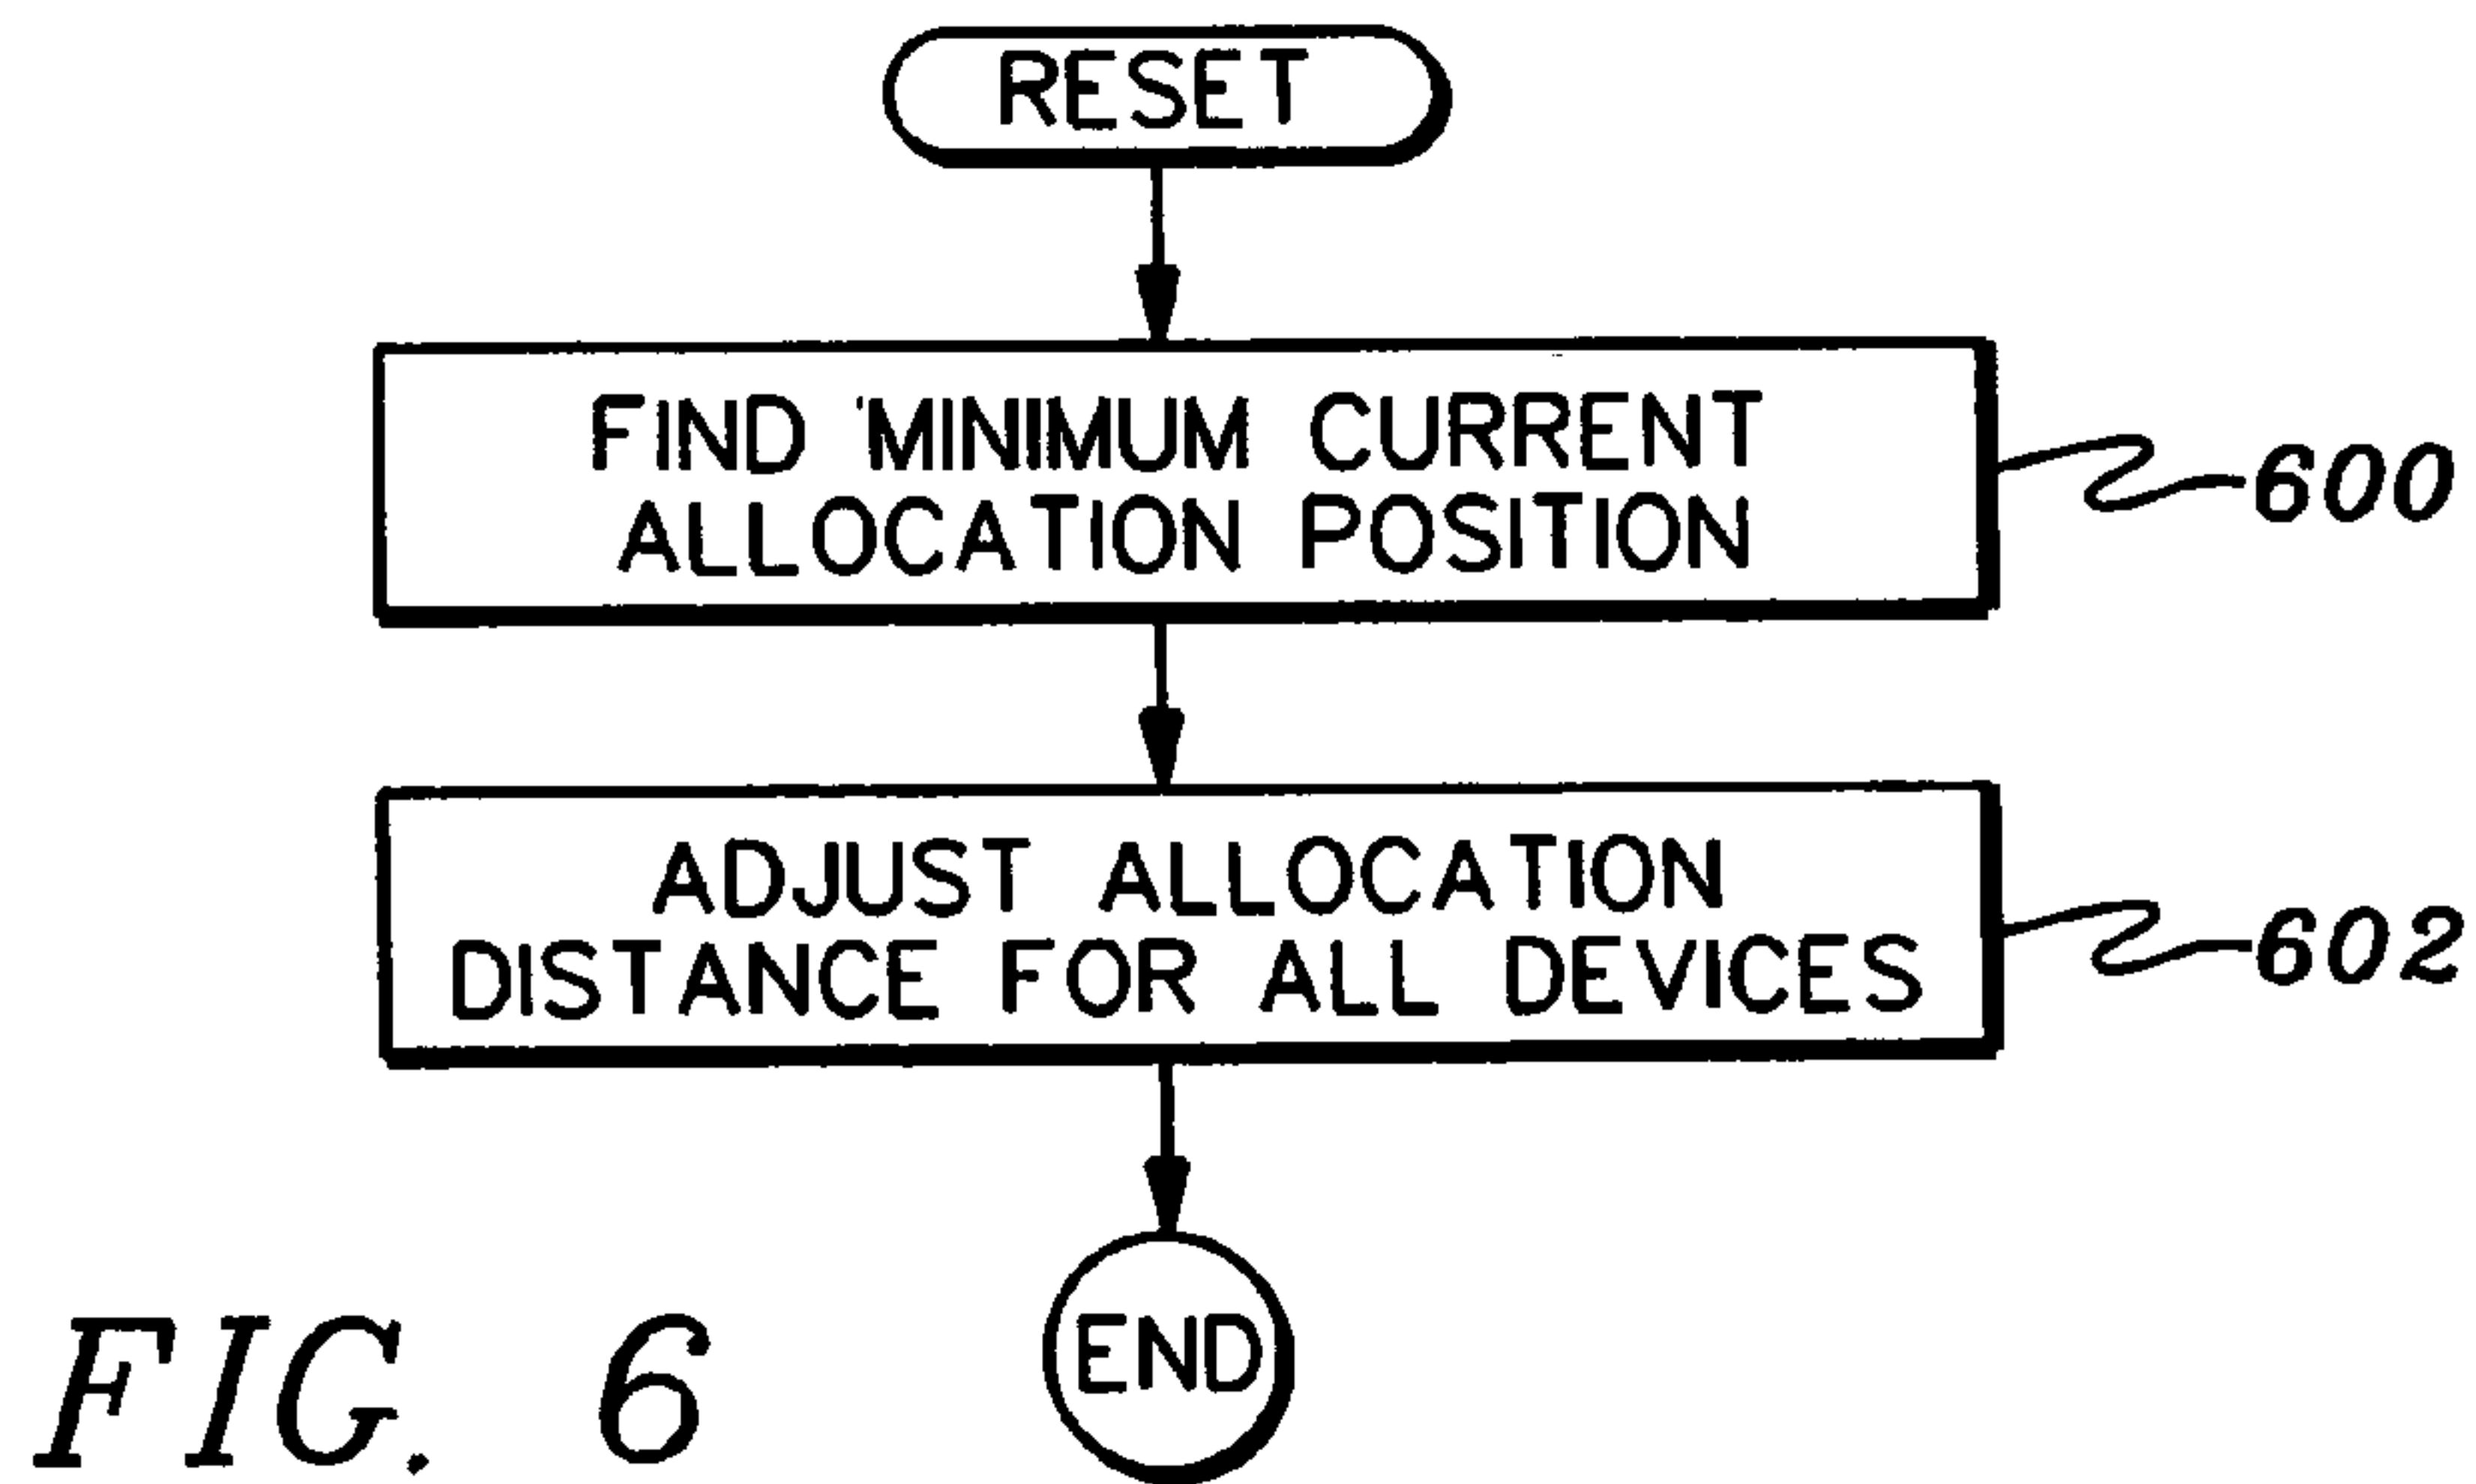 RESET
FIND MINIMUM CURRENT
ALLOCATION POSITION
600
ADJUST ALLOCATION
DISTANCE FOR ALL DEVICES
602
END
FIG. 6